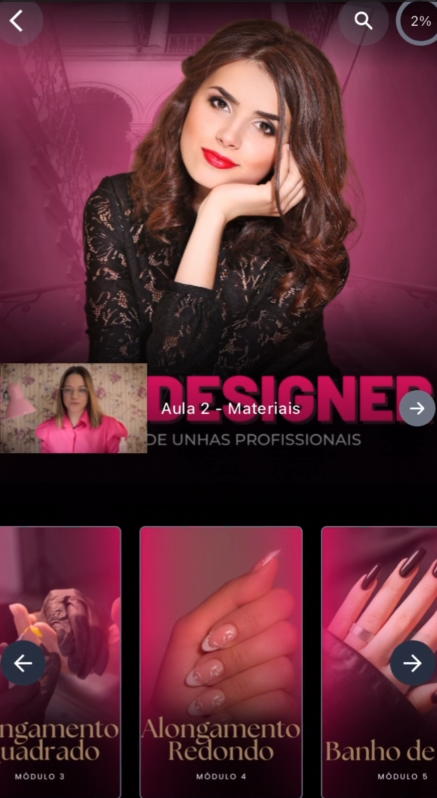 2%
DESIGNER
Aula 2 - Materiais
DE UNHAS PROFISSIONAIS
ngamento
uadrado
MÓDULO 3
Alongamento
Redondo
MÓDULO 4
Banho de
MÓDULO 5